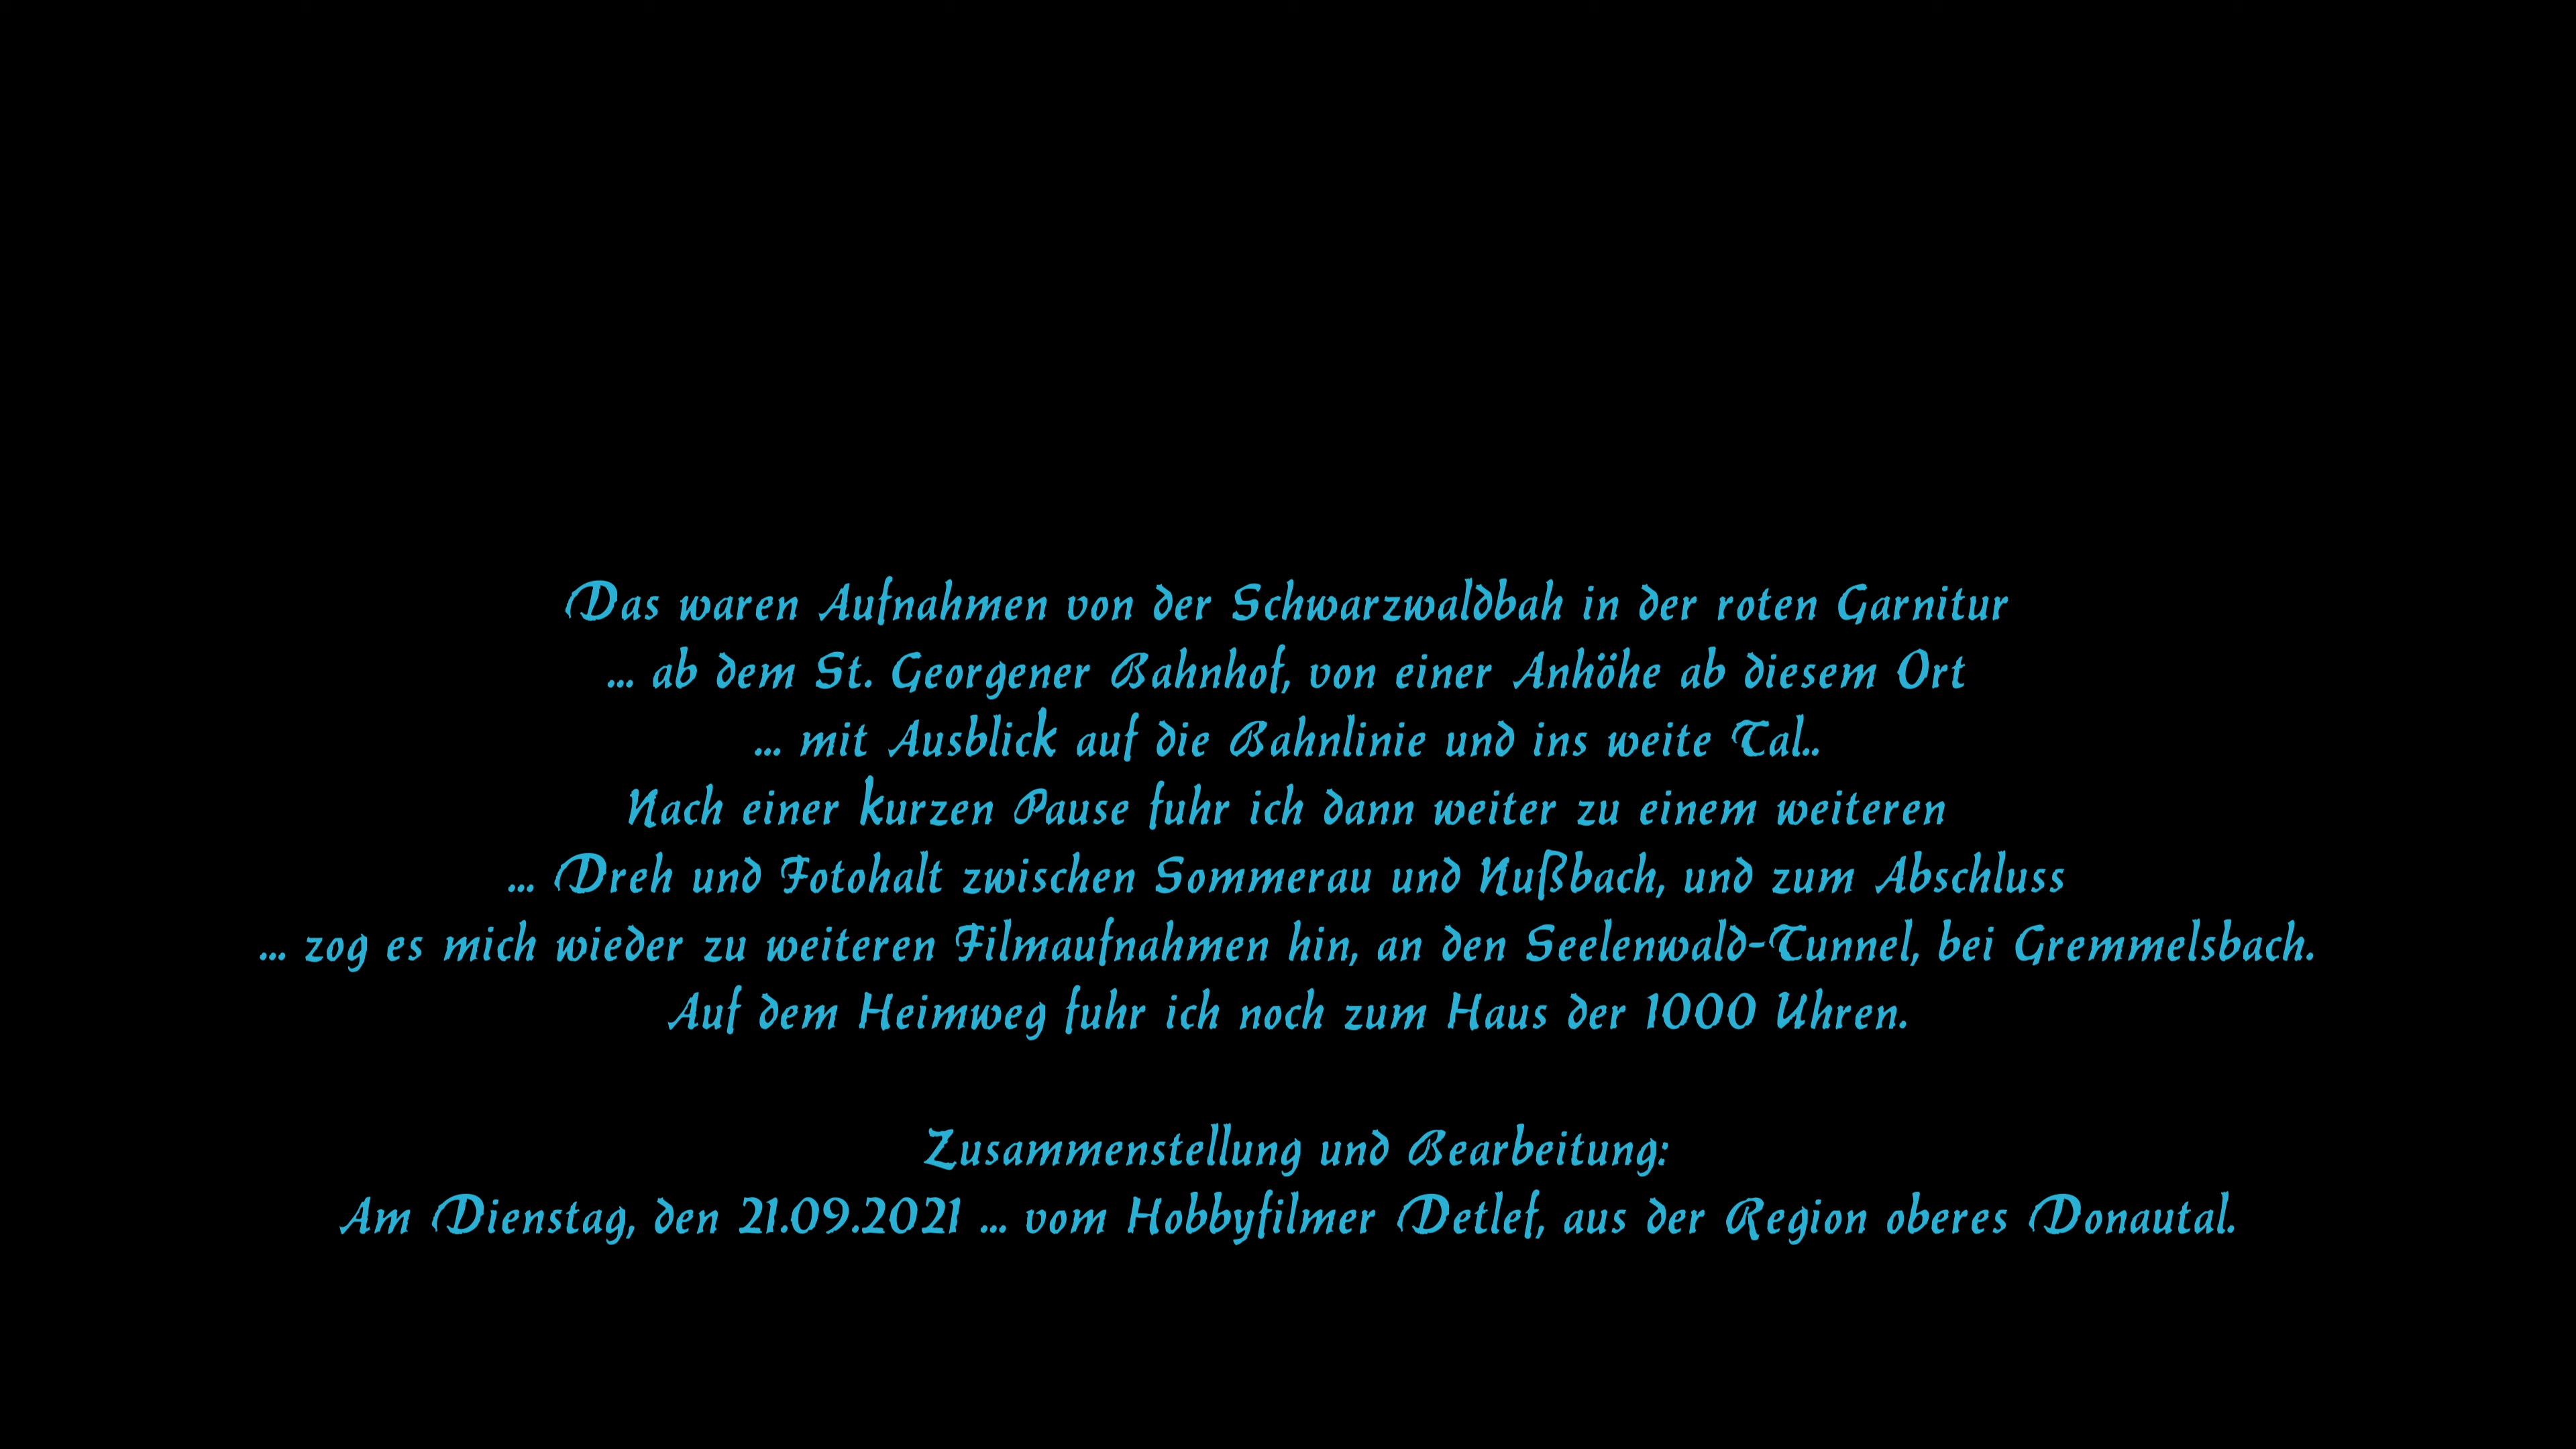 Das waren Aufnahmen von der Schwarzwaldbah in der roten Garnitur
... ab dem St. Georgener Bahnhof, von einer Anhöhe ab diesem Ort
... mit Ausblick auf die Bahnlinie und ins weite Tal..
Nach einer kurzen Pause fuhr ich dann weiter zu einem weiteren
... Dreh und Fotohalt zwischen Sommerau und Nußbach, und zum Abschluss
... zog es mich wieder zu weiteren Filmaufnahmen hin, an den Seelenwald-Tunnel, bei Gremmelsbach.
Auf dem Heimweg fuhr ich noch zum Haus der 1000 Uhren.
Zusammenstellung und Bearbeitung:
Am Dienstag, den 21.09.2021 ... vom Hobbyfilmer Detlef, aus der Region oberes Donautal.